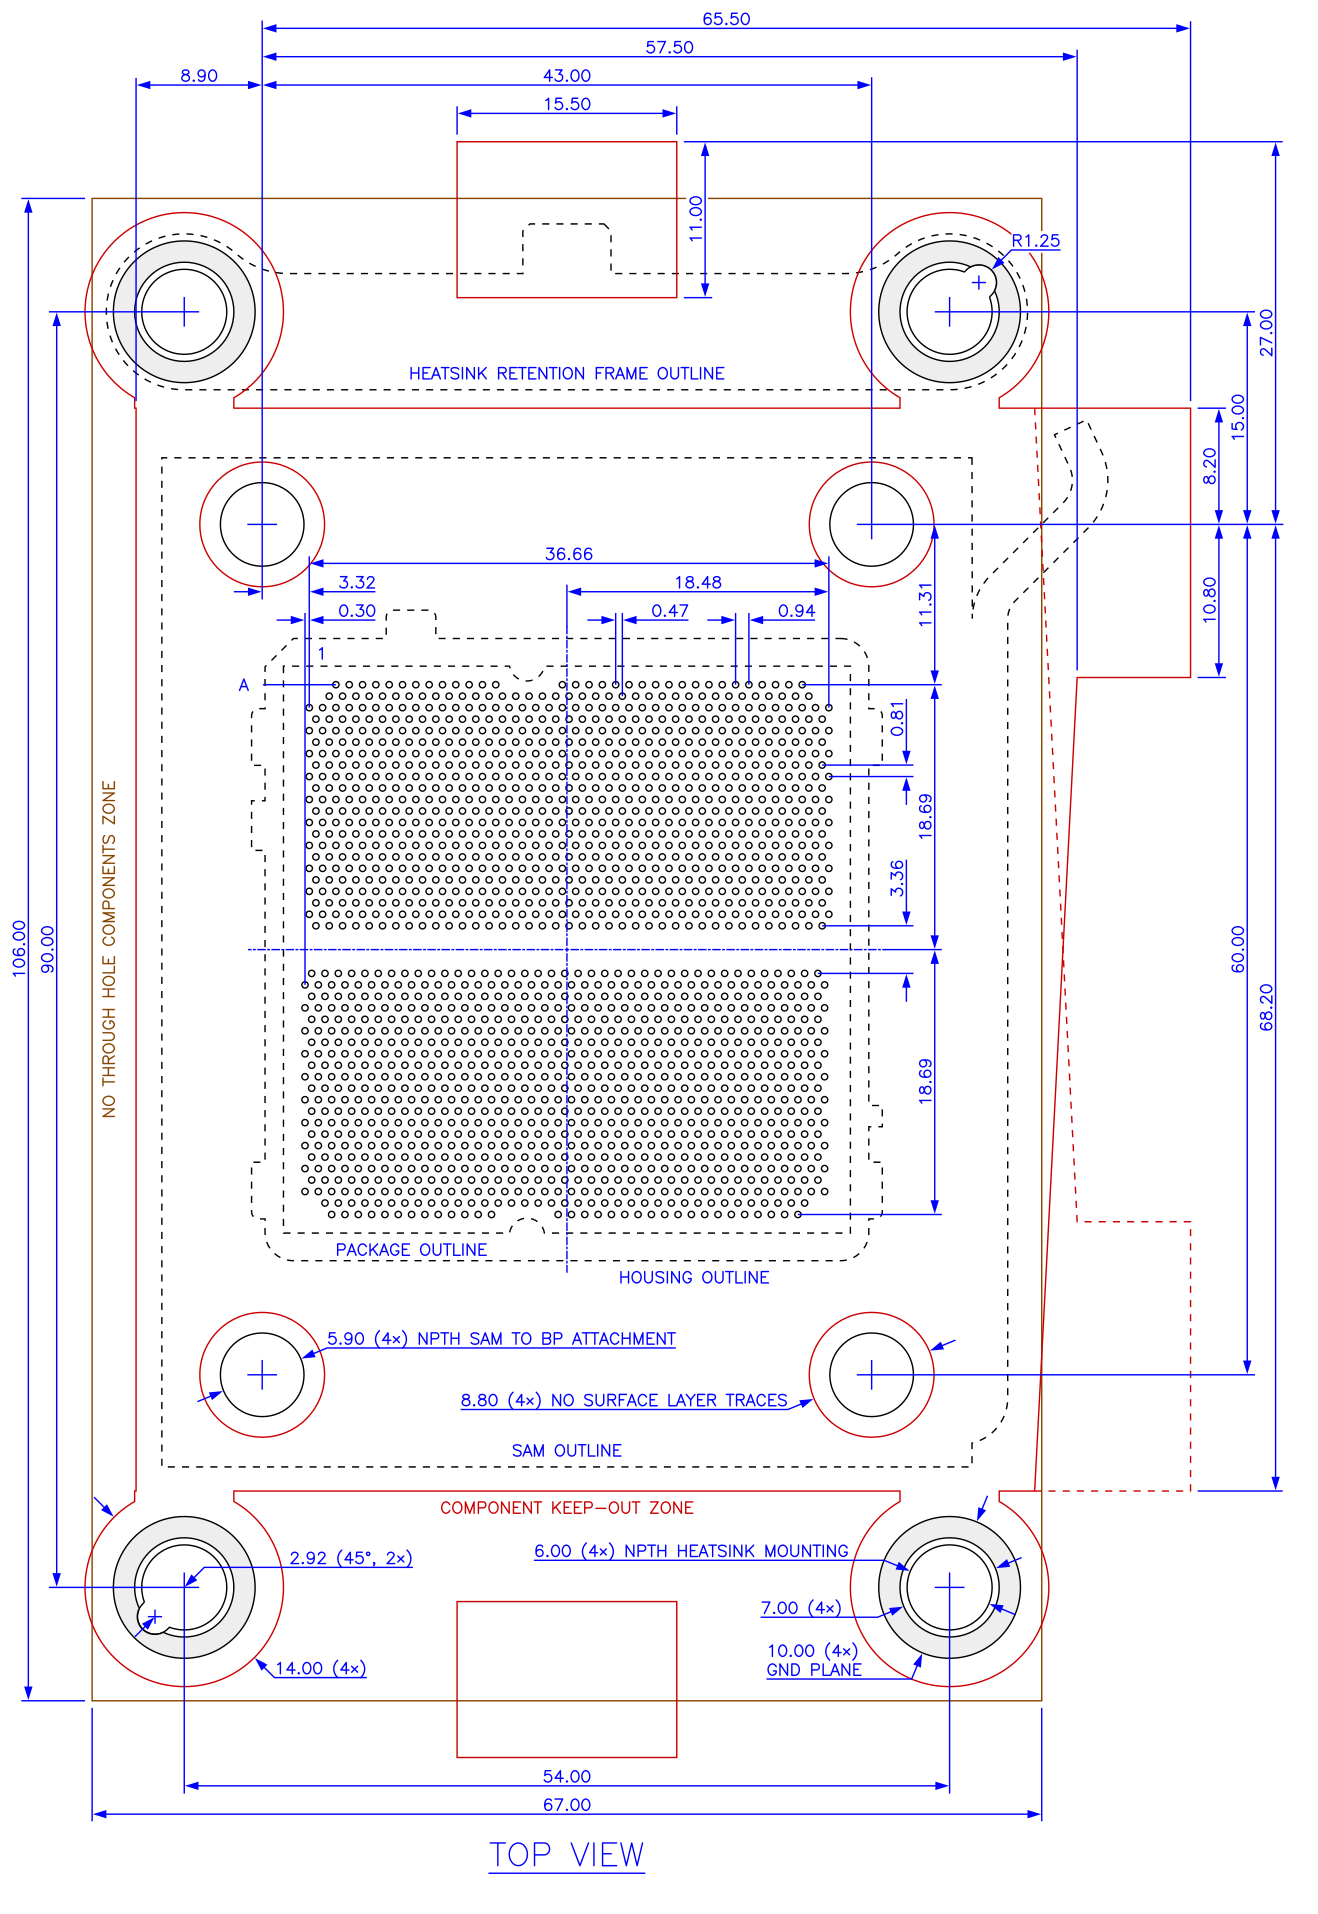 65.50
57.50
8.90
43.00
15.50
11.00
R1.25
27.00
HEATSINK RETENTION FRAME OUTLINE
15.00
8.20
36.66
3.32
18.48
0.30
0.47
0.94
11.31
10.80
1
A
0.81
18.69
3.36
NO THROUGH HOLE COMPONENTS ZONE
106.00
90.00
60.00
68.20
18.69
PACKAGE OUTLINE
HOUSING OUTLINE
5.90 (4×) NPTH SAM TO BP ATTACHMENT
8.80 (4×) NO SURFACE LAYER TRACES
SAM OUTLINE
COMPONENT KEEP-OUT ZONE
2.92 (45°, 2×)
6.00 (4×) NPTH HEATSINK MOUNTING
7.00 (4×)
10.00 (4×)
GND PLANE
14.00 (4×)
54.00
67.00
TOP VIEW